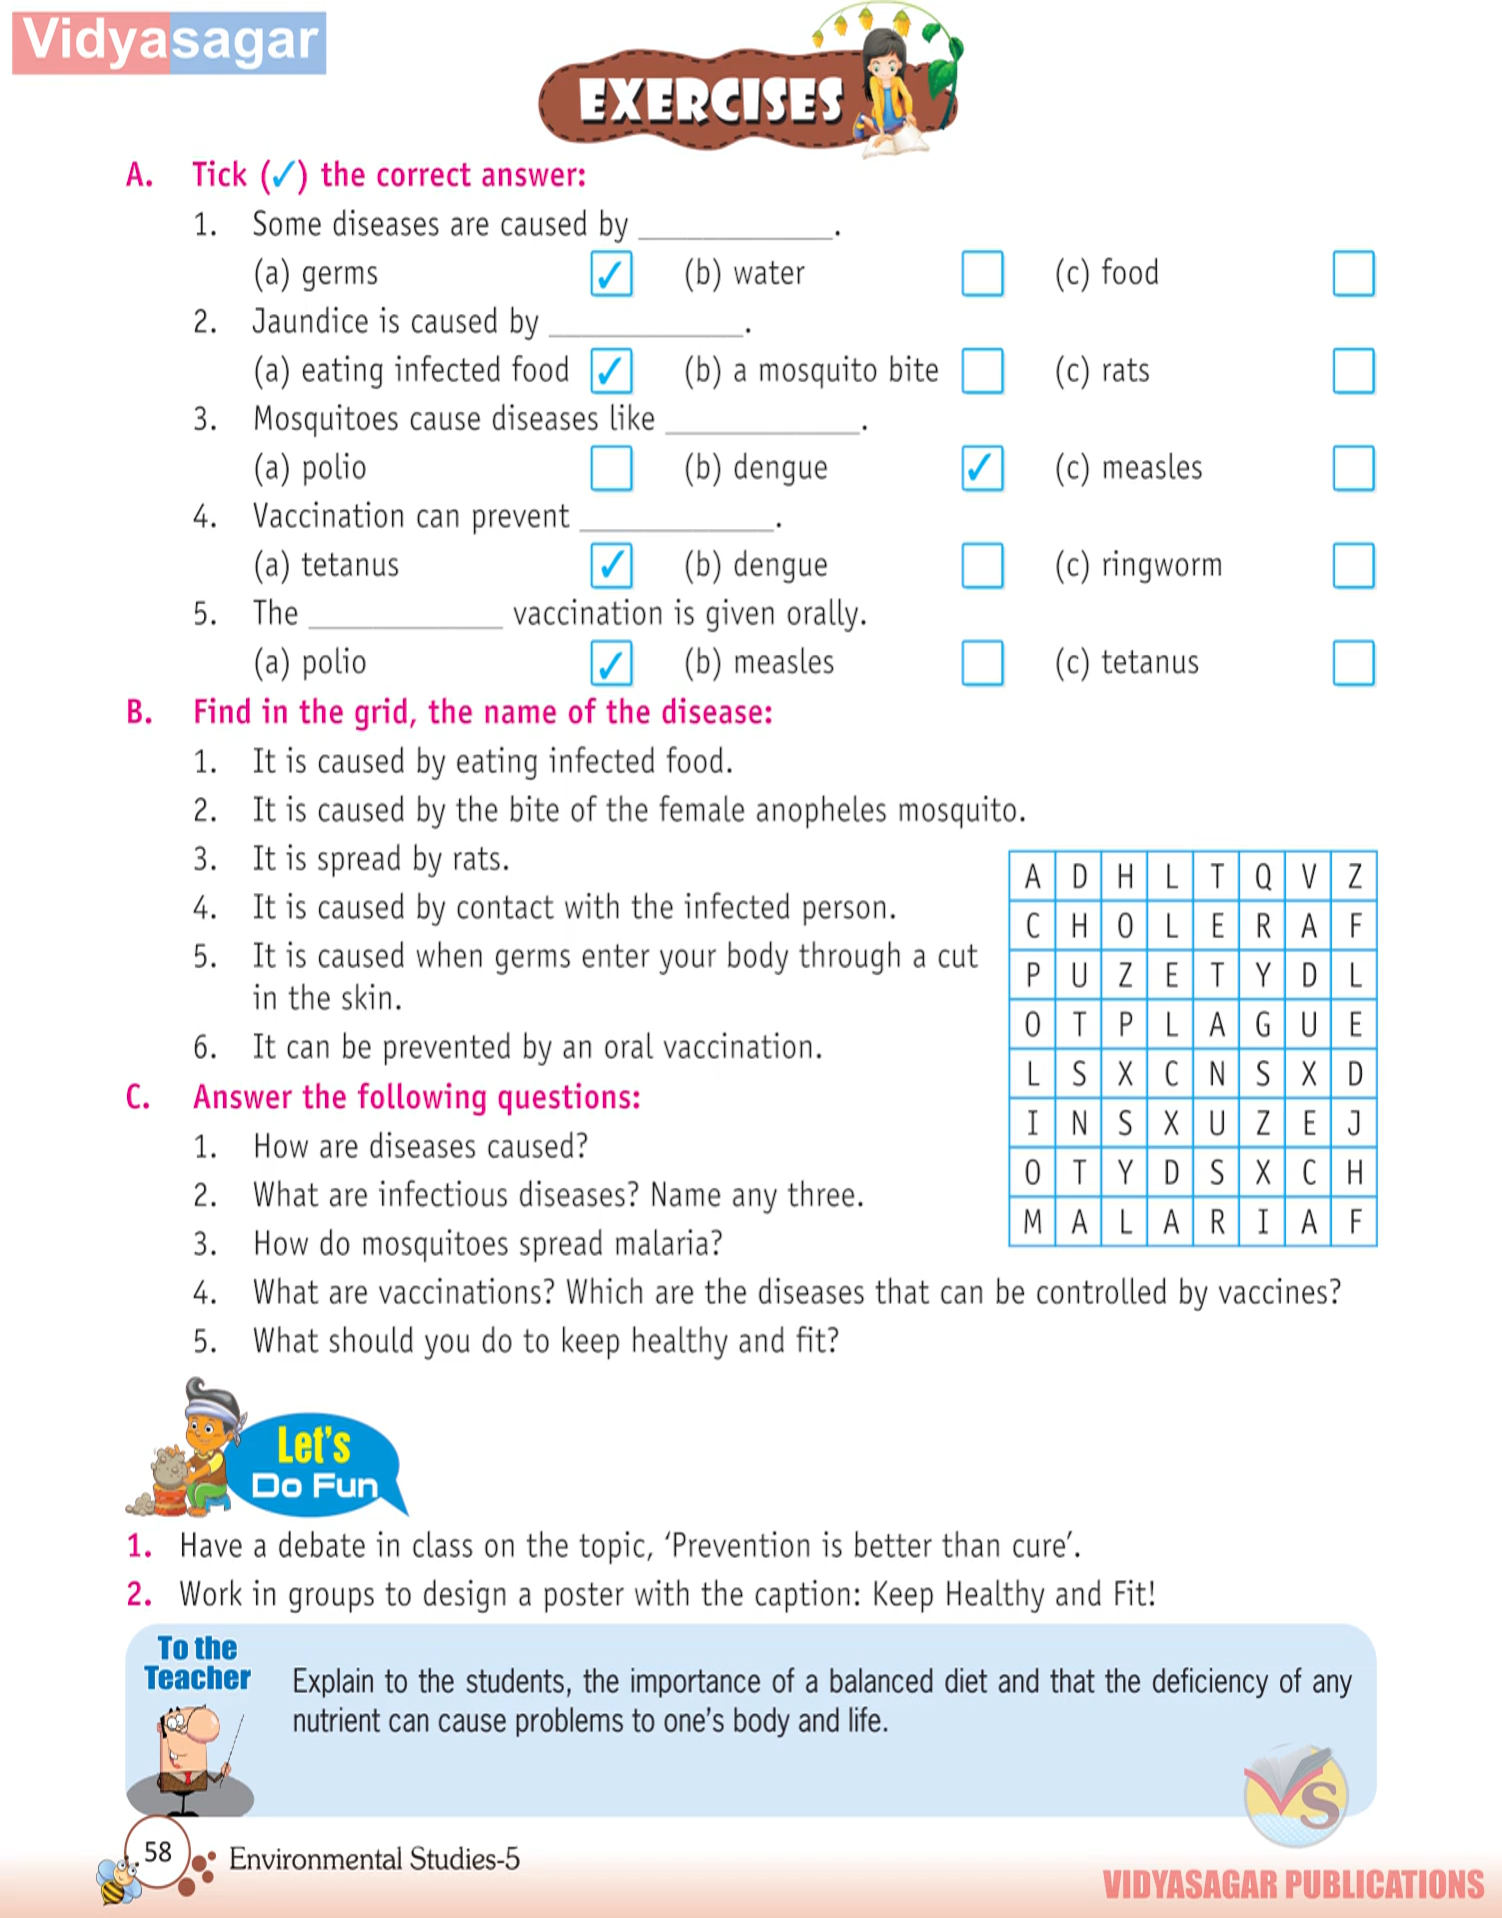 Vidyasagar
EXERCISES
A. Tick (✓) the correct answer:
1. Some diseases are caused by ____________.
(a) germs ✓ (b) water (c) food
2. Jaundice is caused by ____________.
(a) eating infected food ✓ (b) a mosquito bite (c) rats
3. Mosquitoes cause diseases like ____________.
(a) polio (b) dengue ✓ (c) measles
4. Vaccination can prevent ____________.
(a) tetanus ✓ (b) dengue (c) ringworm
5. The ____________ vaccination is given orally.
(a) polio ✓ (b) measles (c) tetanus
B. Find in the grid, the name of the disease:
1. It is caused by eating infected food.
2. It is caused by the bite of the female anopheles mosquito.
3. It is spread by rats.
4. It is caused by contact with the infected person.
5. It is caused when germs enter your body through a cut
in the skin.
6. It can be prevented by an oral vaccination.
A D H L T Q V Z
C H O L E R A F
P U Z E T Y D L
O T P L A G U E
L S X C N S X D
I N S X U Z E J
O T Y D S X C H
M A L A R I A F
C. Answer the following questions:
1. How are diseases caused?
2. What are infectious diseases? Name any three.
3. How do mosquitoes spread malaria?
4. What are vaccinations? Which are the diseases that can be controlled by vaccines?
5. What should you do to keep healthy and fit?
Let's
Do Fun
1. Have a debate in class on the topic, ‘Prevention is better than cure’.
2. Work in groups to design a poster with the caption: Keep Healthy and Fit!
To the
Teacher
Explain to the students, the importance of a balanced diet and that the deficiency of any
nutrient can cause problems to one's body and life.
VS
58 Environmental Studies-5
VIDYASAGAR PUBLICATIONS